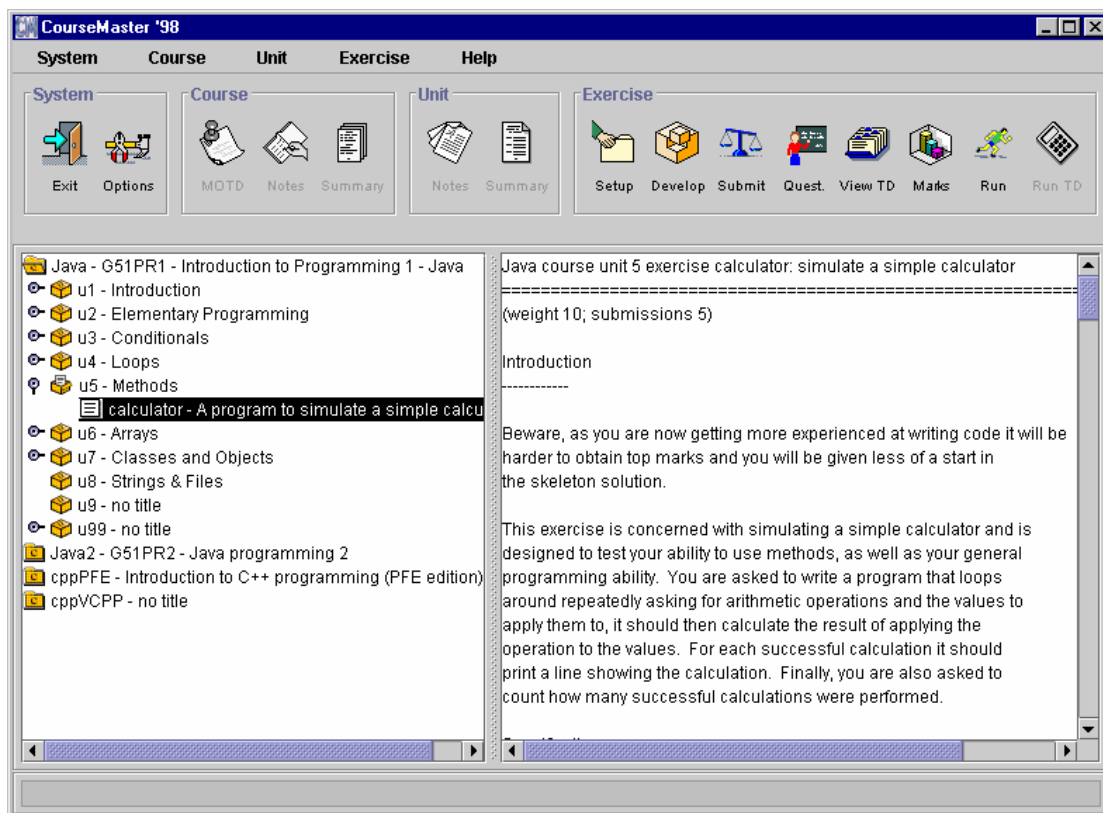 CourseMaster '98
System Course Unit Exercise Help
System Course Unit Exercise
Exit Options MOTD Notes Summary Notes Summary Setup Develop Submit Quest. View TD Marks Run Run TD
Java - G51PR1 - Introduction to Programming 1 - Java
u1 - Introduction
u2 - Elementary Programming
u3 - Conditionals
u4 - Loops
u5 - Methods
calculator - A program to simulate a simple calcu
u6 - Arrays
u7 - Classes and Objects
u8 - Strings & Files
u9 - no title
u99 - no title
Java2 - G51PR2 - Java programming 2
cppPFE - Introduction to C++ programming (PFE edition)
cppVCPP - no title
Java course unit 5 exercise calculator: simulate a simple calculator
==============================================================
(weight 10; submissions 5)
Introduction
------------
Beware, as you are now getting more experienced at writing code it will be
harder to obtain top marks and you will be given less of a start in
the skeleton solution.
This exercise is concerned with simulating a simple calculator and is
designed to test your ability to use methods, as well as your general
programming ability. You are asked to write a program that loops
around repeatedly asking for arithmetic operations and the values to
apply them to, it should then calculate the result of applying the
operation to the values. For each successful calculation it should
print a line showing the calculation. Finally, you are also asked to
count how many successful calculations were performed.